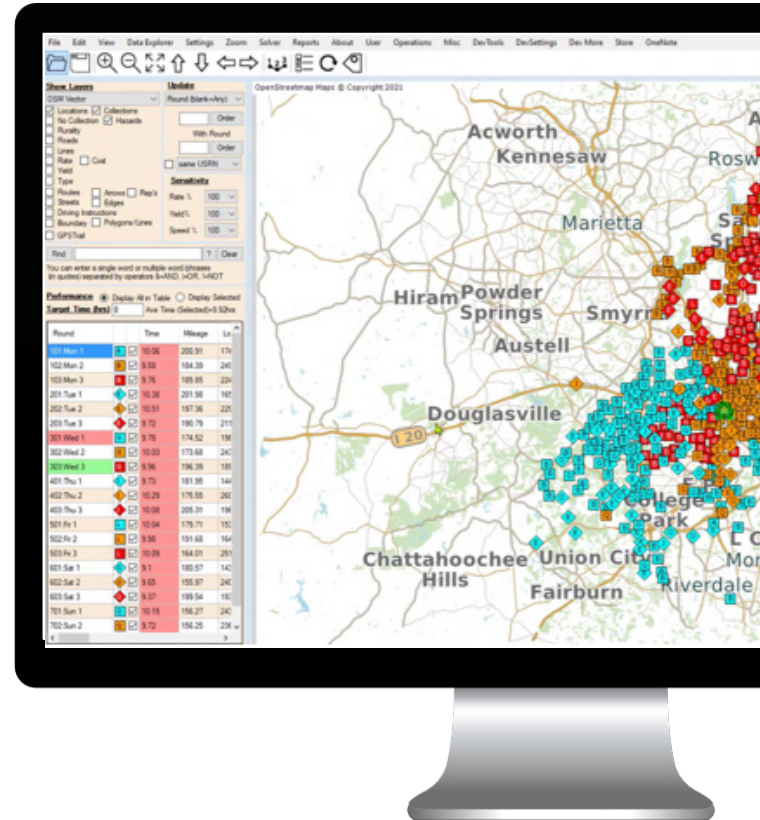 File Edit View Data Explorer Settings Zoom Solver Reports About User Operations Misc DevTools DevSettings Dev More Store OneNote
Show Layers Update
OSM Vector Round (blank=Any)
Locations Collections
No Collection Hazards Order
Rurality With Round
Roads
Lines Order
Rate Cost same USRN
Yield
Type Sensitivity
Routes Arrows Rep's Rate % 100
Streets Edges
Driving Instructions Yield% 100
Boundary Polygons/Lines
GPSTrail Speed % 100
Find ? Clear
You can enter a single word or multiple word (phrases
(in quotes) separated by operators &=AND, |=OR, !=NOT
Performance Display All in Table Display Selected
Target Time (hrs) 8 Ave Time (Selected)=9.92hrs
Round Time Mileage
101:Mon 1 10.06 200.91
102:Mon 2 9.58 184.39
103:Mon 3 9.76 185.85
201:Tue 1 10.38 201.98
202:Tue 2 10.51 197.36
203:Tue 3 9.72 190.79
301:Wed 1 9.78 174.52
302:Wed 2 10.03 173.68
303:Wed 3 9.96 196.39
401:Thu 1 9.73 181.95
402:Thu 2 10.29 175.55
403:Thu 3 10.08 205.31
501:Fri 1 10.04 179.71
502:Fri 2 9.98 191.68
503:Fri 3 10.09 164.01
601:Sat 1 9.1 180.57
602:Sat 2 9.65 155.97
603:Sat 3 9.37 199.54
701:Sun 1 10.15 156.27
702:Sun 2 9.72 156.25
OpenStreetmap Maps © Copyright 2021
Acworth
Kennesaw
Rosw
Marietta
Hiram
Powder
Springs
Smyrn
Austell
Douglasville
I 20
College
Park
Chattahoochee
Hills
Union City
Fairburn
Riverdale